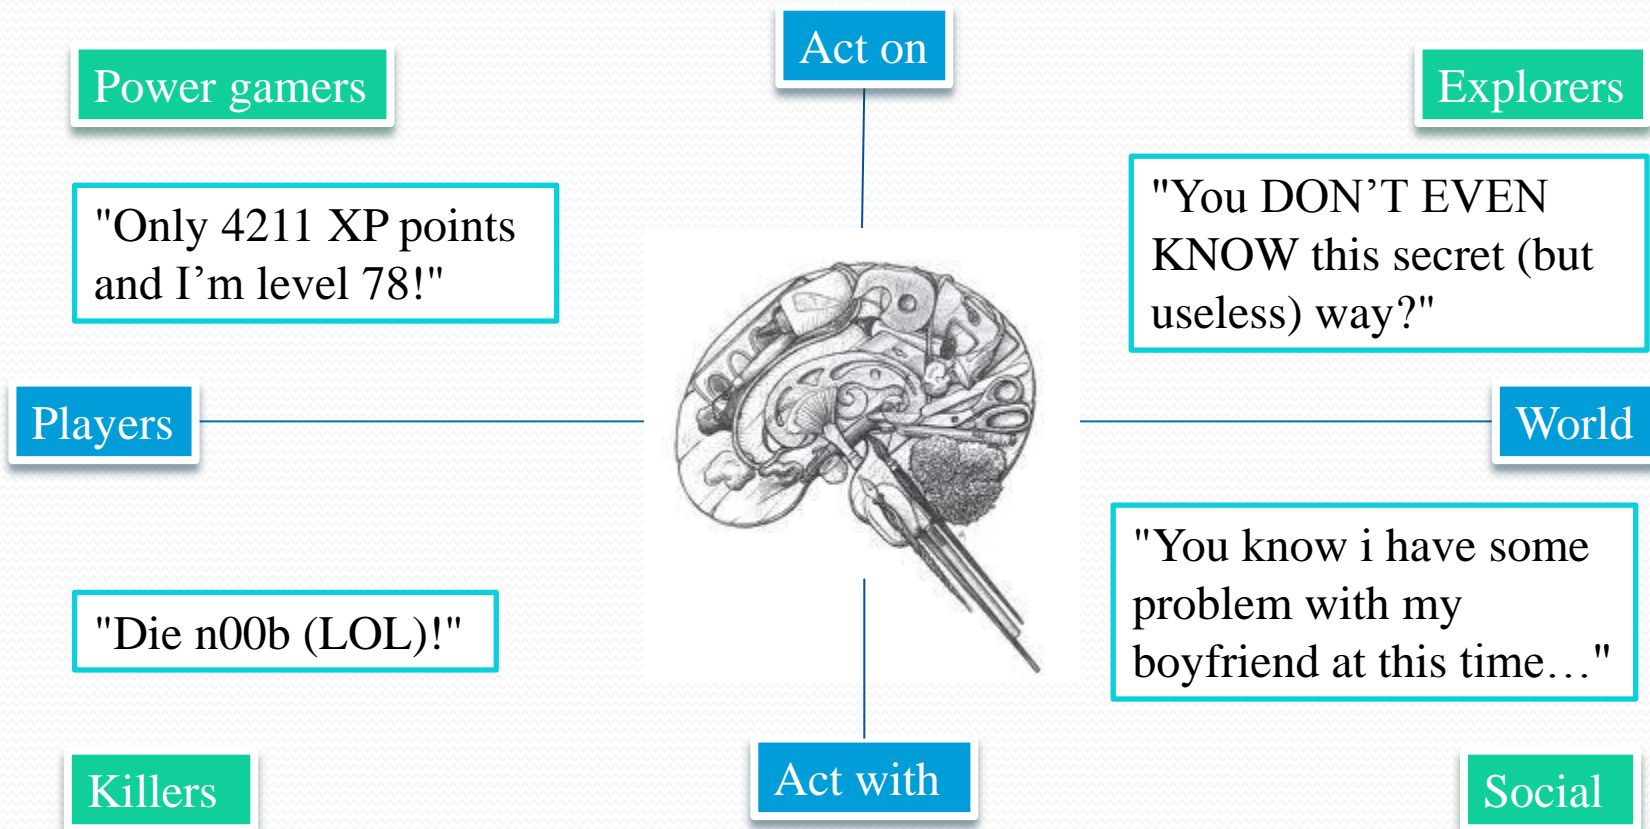 Act on
Power gamers
Explorers
"Only 4211 XP points
and I’m level 78!"
"You DON’T EVEN
KNOW this secret (but
useless) way?"
Players
World
"Die n00b (LOL)!"
"You know i have some
problem with my
boyfriend at this time…"
Killers
Act with
Social